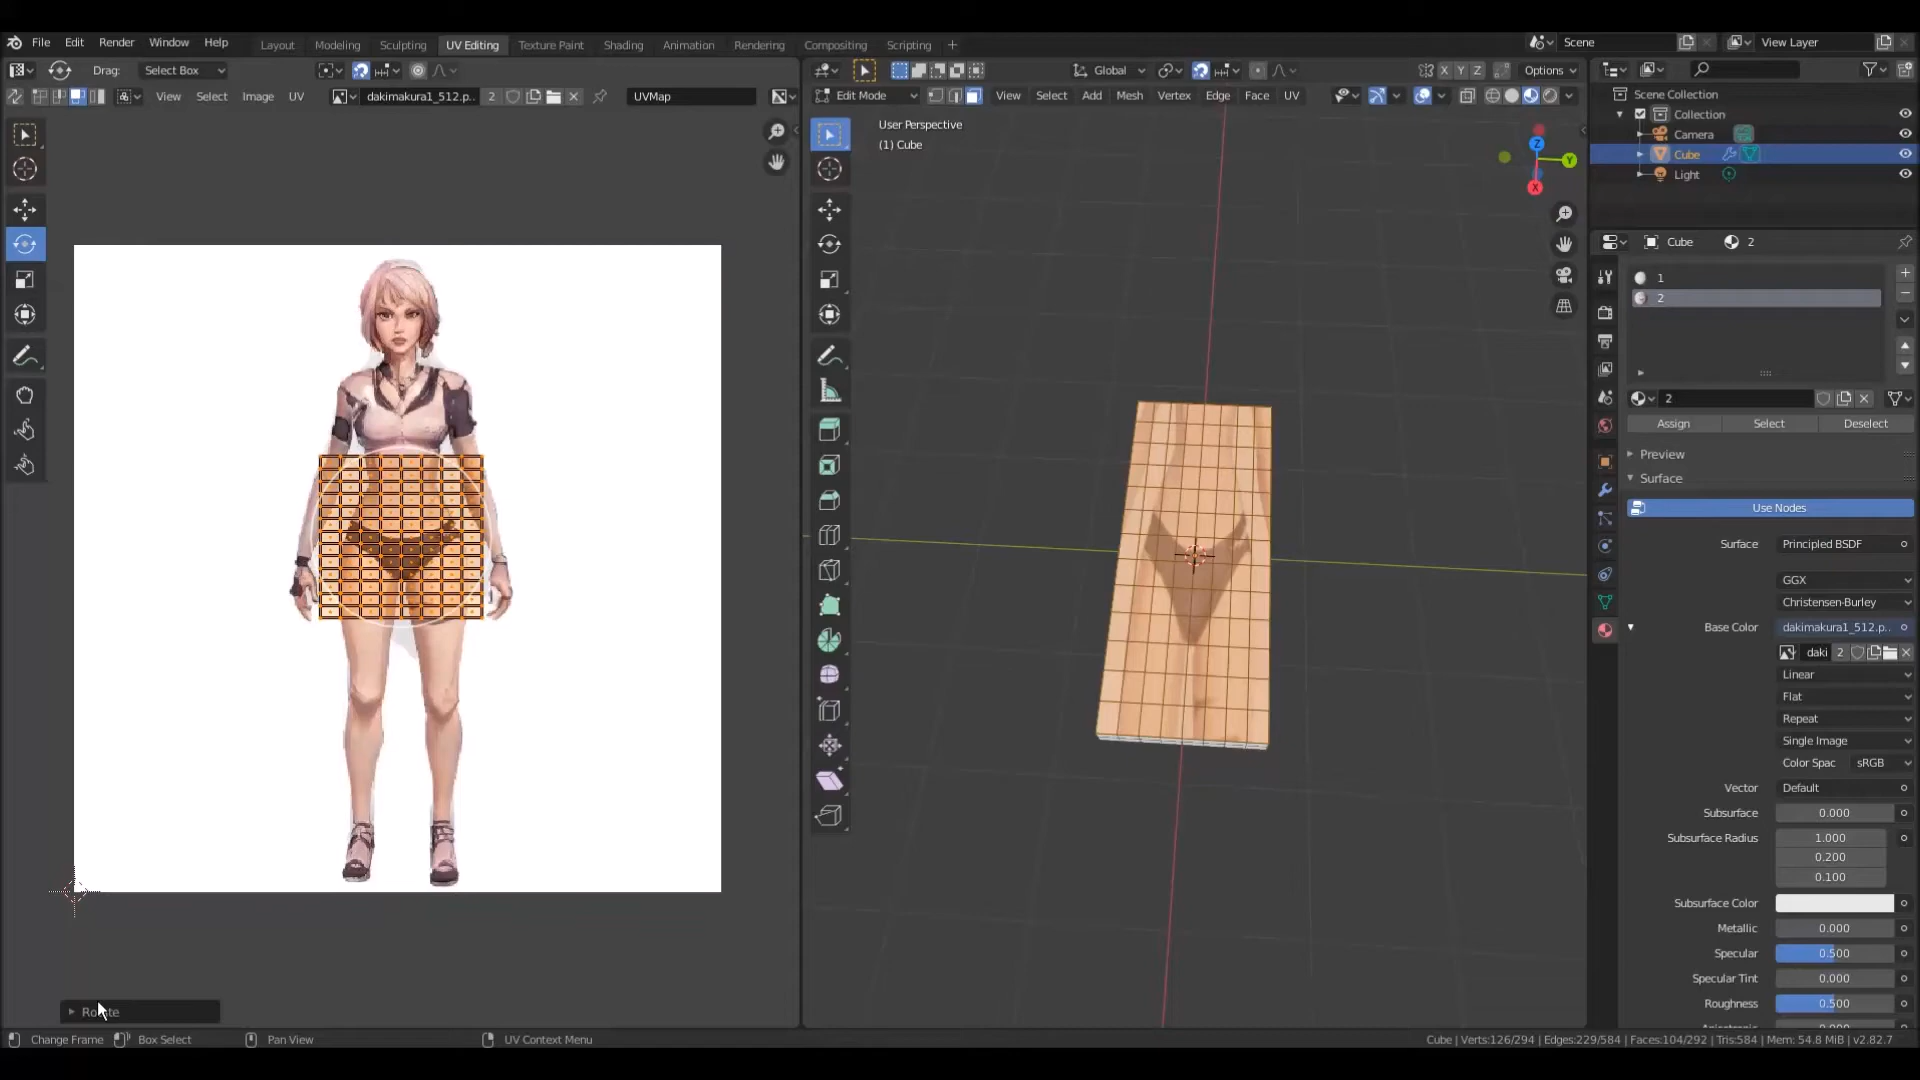 File Edit Render Window Help Layout Modeling Sculpting UV Editing Texture Paint Shading Animation Rendering Compositing Scripting + Scene View Layer
Drag: Select Box Global X Y Z Options
View Select Image UV dakimakura1_512.p.. 2 UVMap Edit Mode View Select Add Mesh Vertex Edge Face UV
User Perspective
(1) Cube
Z
Y
X
Scene Collection
Collection
Camera
Cube
Light
Cube 2
1
2
2
Assign Select Deselect
Preview
Surface
Use Nodes
Surface Principled BSDF
GGX
Christensen-Burley
Base Color dakimakura1_512.p..
daki 2
Linear
Flat
Repeat
Single Image
Color Spac sRGB
Vector Default
Subsurface 0.000
Subsurface Radius 1.000
0.200
0.100
Subsurface Color
Metallic 0.000
Specular 0.500
Specular Tint 0.000
Roughness 0.500
Change Frame Box Select Pan View UV Context Menu Cube | Verts:126/294 | Edges:229/584 | Faces:104/292 | Tris:584 | Mem: 54.8 MiB | v2.82.7